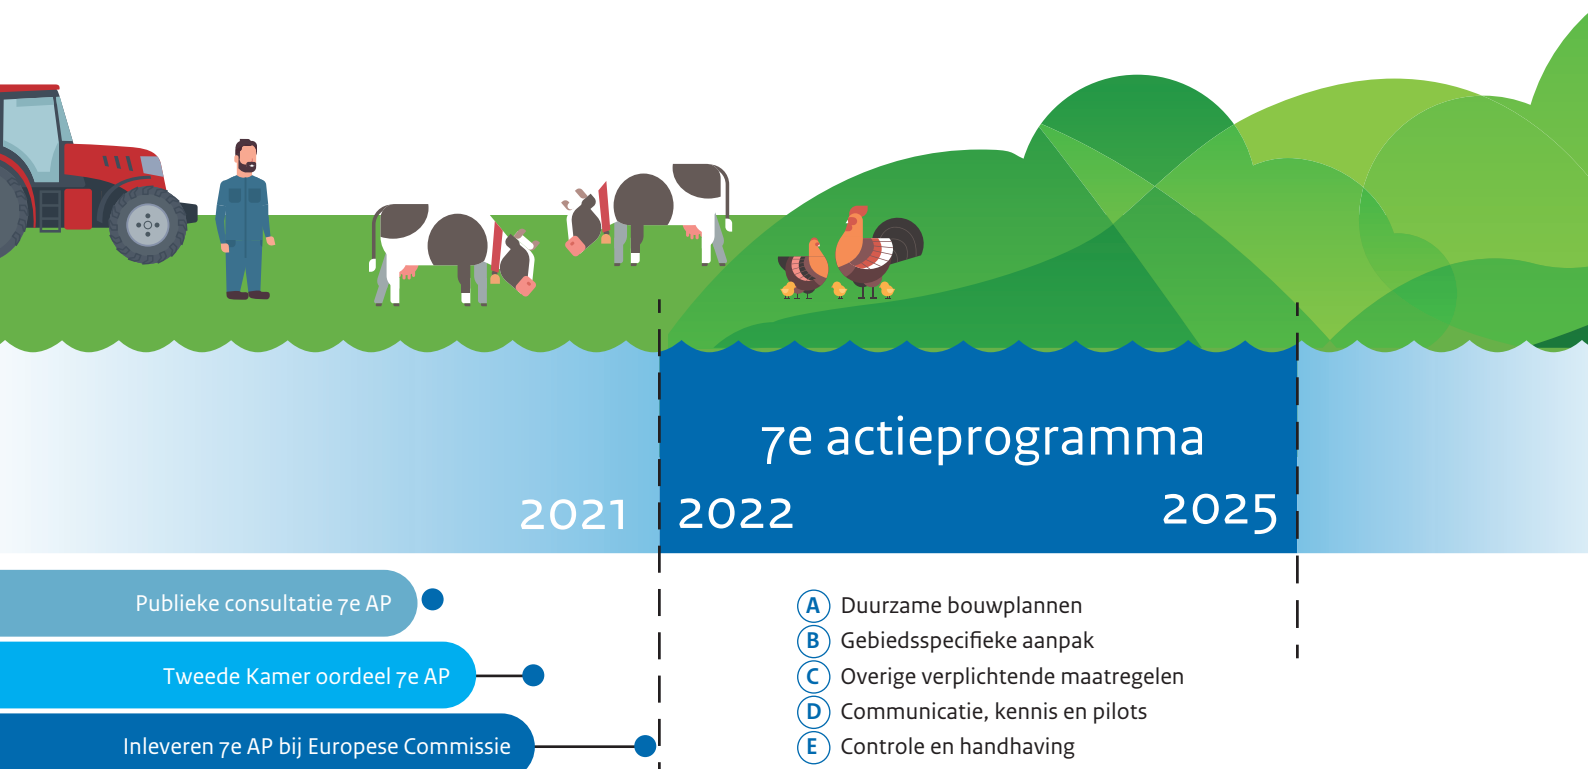 7e actieprogramma
2021
2022
2025
Publieke consultatie 7e AP
Tweede Kamer oordeel 7e AP
Inleveren 7e AP bij Europese Commissie
A Duurzame bouwplannen
B Gebiedsspecifieke aanpak
C Overige verplichtende maatregelen
D Communicatie, kennis en pilots
E Controle en handhaving